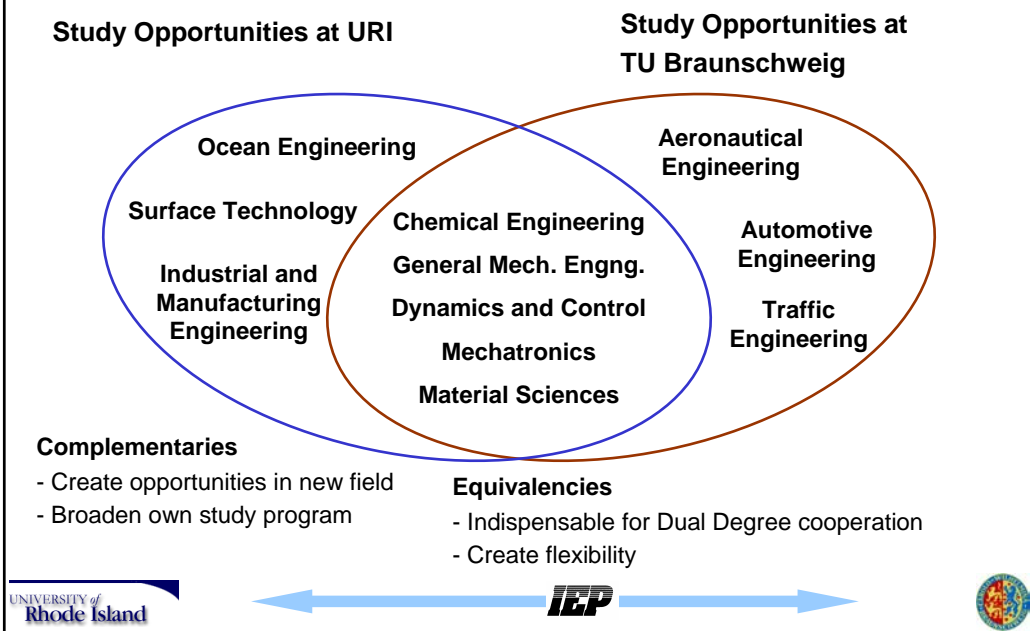 Study Opportunities at URI
Study Opportunities at
TU Braunschweig
Ocean Engineering
Surface Technology
Industrial and
Manufacturing
Engineering
Chemical Engineering
General Mech. Engng.
Dynamics and Control
Mechatronics
Material Sciences
Aeronautical
Engineering
Automotive
Engineering
Traffic
Engineering
Complementaries
- Create opportunities in new field
- Broaden own study program
Equivalencies
- Indispensable for Dual Degree cooperation
- Create flexibility
UNIVERSITY of
Rhode Island
IEP